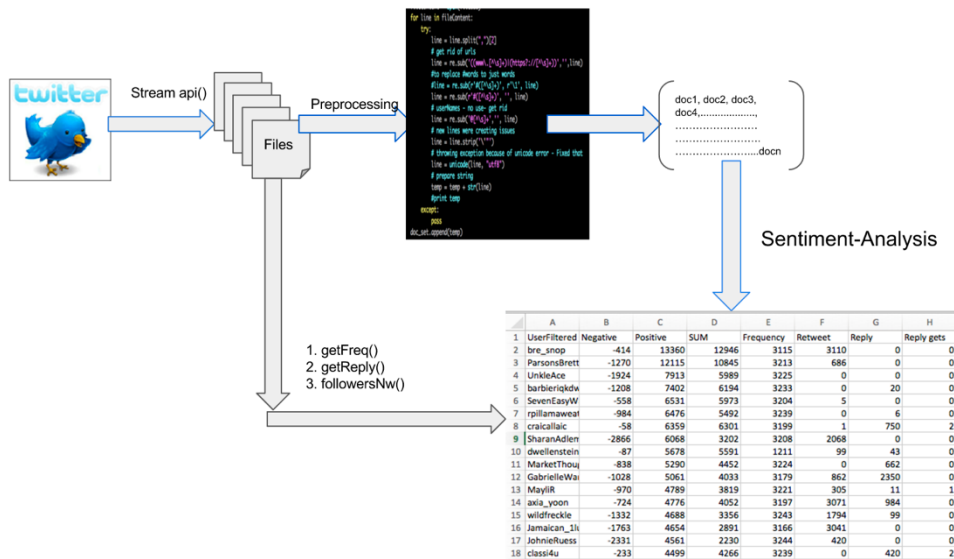 for line in fileContent:
try:
line = line.split(",")[2]
# get rid of urls
line = re.sub('((www\.[^\s]+)|(https?://[^\s]+))','',line)
#to replace #words to just words
#line = re.sub(r'#([^\s]+)', r'\1', line)
line = re.sub(r'#([^\s]+)', '', line)
# userNames - no use- get rid
line = re.sub('@[^\s]+','', line)
# new lines were creating issues
line = line.strip('\'"')
# throwing exception because of unicode error - Fixed that
line = unicode(line, "utf8")
# prepare string
temp = temp + str(line)
#print temp
except:
pass
doc_set.append(temp)
twitter
Stream api()
Files
Preprocessing
doc1, doc2, doc3,
doc4,..................,
........................
........................
........................docn
Sentiment-Analysis
1. getFreq()
2. getReply()
3. followersNw()
A B C D E F G H
1 UserFiltered Negative Positive SUM Frequency Retweet Reply Reply gets
2 bre_snop -414 13360 12946 3115 3110 0 0
3 ParsonsBrett -1270 12115 10845 3213 686 0 0
4 UnkleAce -1924 7913 5989 3225 0 0 0
5 barbieriqkdw -1208 7402 6194 3233 0 20 0
6 SevenEasyW -558 6531 5973 3204 5 0 0
7 rpillamaweat -984 6476 5492 3239 0 6 0
8 craicallaic -58 6359 6301 3199 1 750 2
9 SharanAdlem -2866 6068 3202 3208 2068 0 0
10 dwellenstein -87 5678 5591 1211 99 43 0
11 MarketThoug -838 5290 4452 3224 0 662 0
12 GabrielleWa -1028 5061 4033 3179 862 2350 0
13 MayliR -970 4789 3819 3221 305 11 1
14 axia_yoon -724 4776 4052 3197 3071 984 0
15 wildfreckle -1332 4688 3356 3243 1794 99 0
16 Jamaican_1lu -1763 4654 2891 3166 3041 0 0
17 JohnieRuess -2331 4561 2230 3244 420 0 0
18 classi4u -233 4499 4266 3239 0 420 2